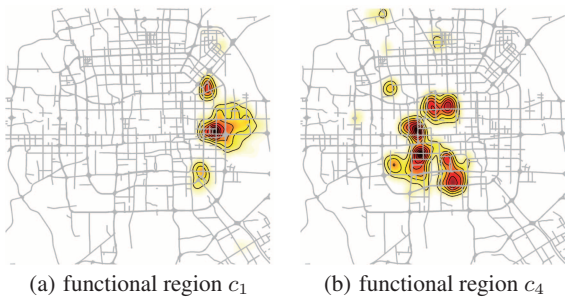 (a) functional region c₁
(b) functional region c₄